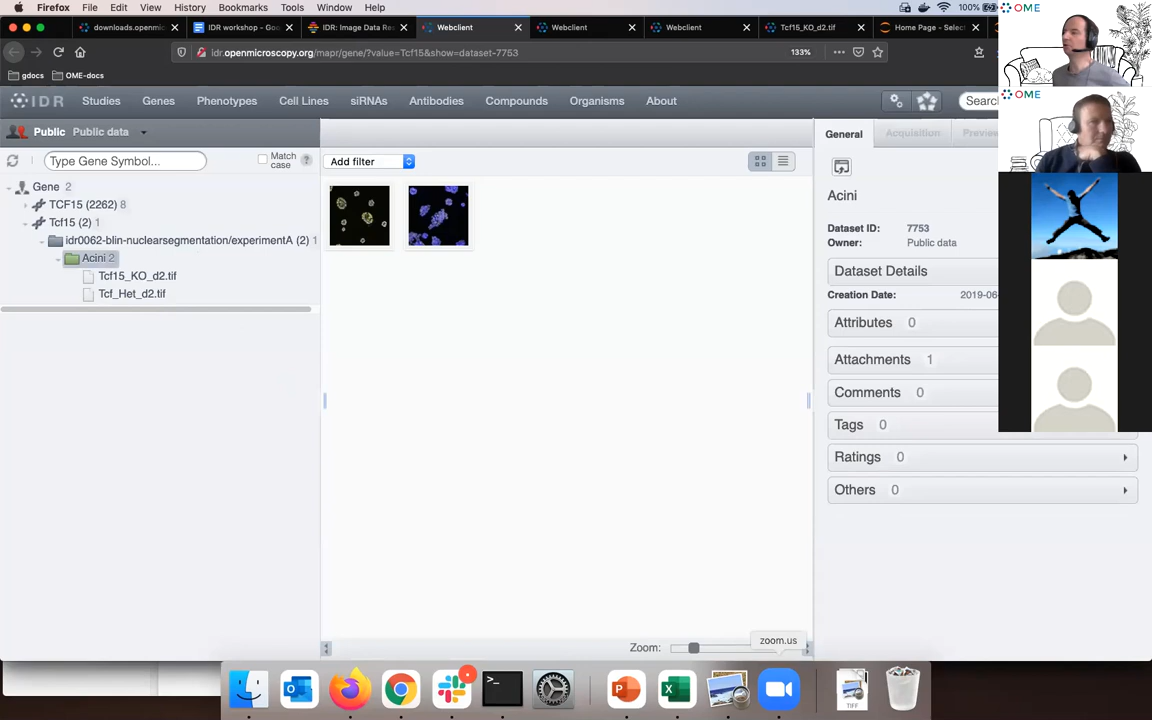 Firefox File Edit View History Bookmarks Tools Window Help 100%
OME
downloads.openmic
IDR workshop - Goo
IDR: Image Data Res
Webclient
Webclient
Webclient
Tcf15_KO_d2.tif
Home Page - Select
idr.openmicroscopy.org/mapr/gene/?value=Tcf15&show=dataset-7753
133%
gdocs OME-docs
OME
IDR Studies Genes Phenotypes Cell Lines siRNAs Antibodies Compounds Organisms About Searc
Public Public data
General Acquisition Preview
Type Gene Symbol...
Match case ?
Add filter
Gene 2
TCF15 (2262) 8
Tcf15 (2) 1
idr0062-blin-nuclearsegmentation/experimentA (2) 1
Acini 2
Tcf15_KO_d2.tif
Tcf_Het_d2.tif
Acini
Dataset ID: 7753
Owner: Public data
Dataset Details
Creation Date: 2019-06
Attributes 0
Attachments 1
Comments 0
Tags 0
Ratings 0
Others 0
Zoom:
zoom.us
TIFF